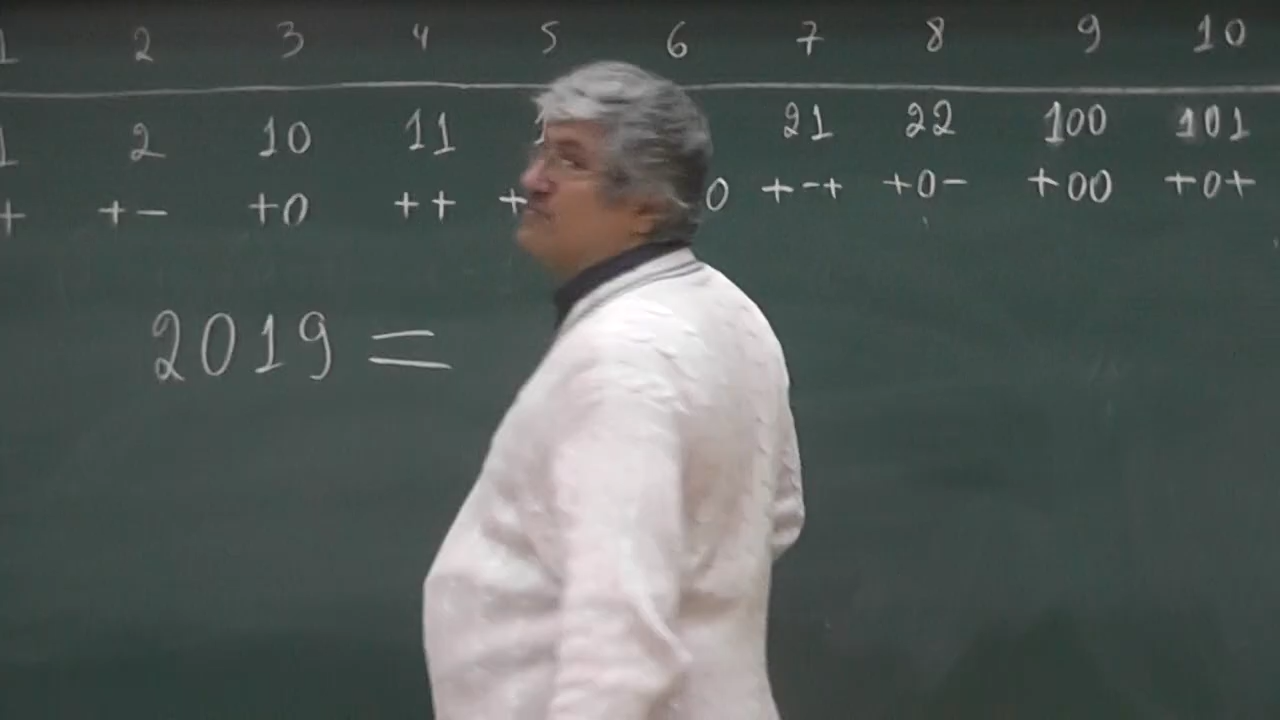 1 2 3 4 5 6 7 8 9 10
1 2 10 11 1 21 22 100 101
+ +- +0 ++ + 0 +-+ +0- +00 +0+
2019 =